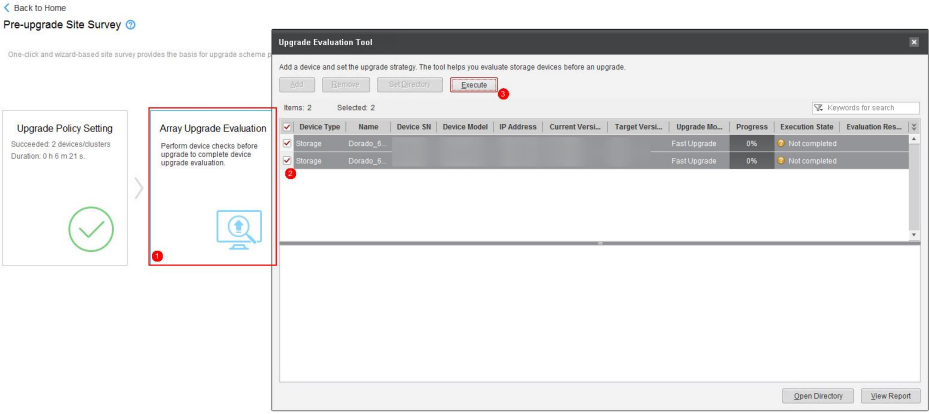 Back to Home
Pre-upgrade Site Survey
One-click and wizard-based site survey provides the basis for upgrade scheme p
Upgrade Policy Setting
Succeeded: 2 devices/clusters
Duration: 0 h 6 m 21 s.
Array Upgrade Evaluation
Perform device checks before
upgrade to complete device
upgrade evaluation.
1
Upgrade Evaluation Tool
Add a device and set the upgrade strategy. The tool helps you evaluate storage devices before an upgrade.
Add Remove Set Directory Execute
3
Items: 2 Selected: 2 Keywords for search
Device Type Name Device SN Device Model IP Address Current Versi... Target Versi... Upgrade Mo... Progress Execution State Evaluation Res...
Storage Dorado_6... Fast Upgrade 0% Not completed
Storage Dorado_6... Fast Upgrade 0% Not completed
2
Open Directory View Report